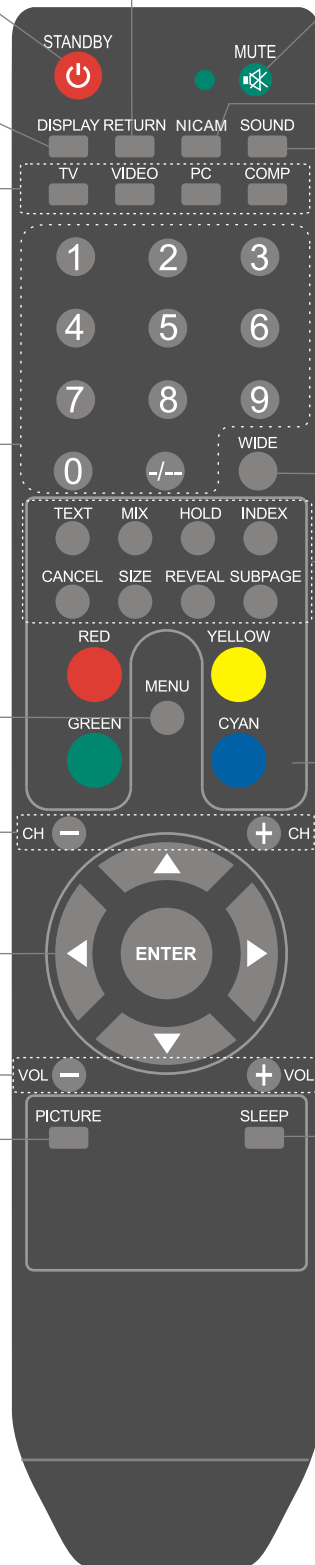 STANDBY
MUTE
DISPLAY RETURN NICAM SOUND
TV VIDEO PC COMP
1 2 3
4 5 6
7 8 9
0 -/--
WIDE
TEXT MIX HOLD INDEX
CANCEL SIZE REVEAL SUBPAGE
RED YELLOW
MENU
GREEN CYAN
CH − + CH
ENTER
VOL − + VOL
PICTURE SLEEP